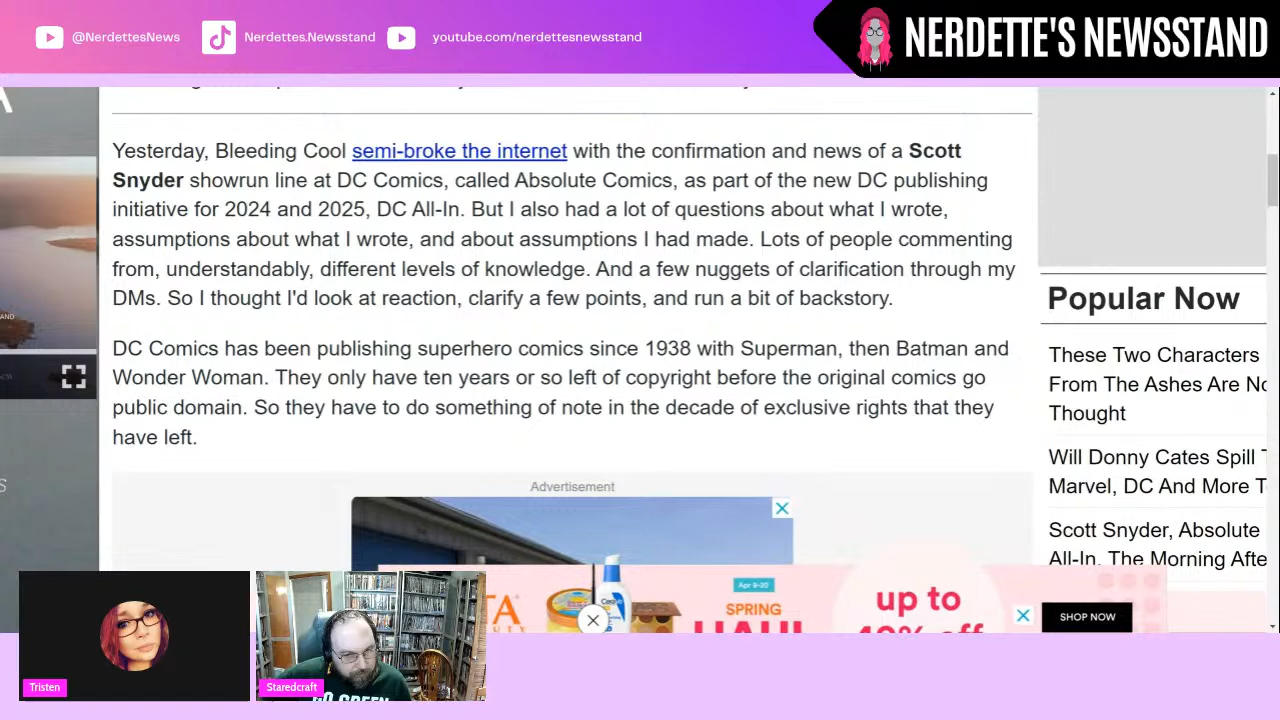 @NerdettesNews
Nerdettes.Newsstand
youtube.com/nerdettesnewsstand
NERDETTE'S NEWSSTAND
Yesterday, Bleeding Cool semi-broke the internet with the confirmation and news of a Scott
Snyder showrun line at DC Comics, called Absolute Comics, as part of the new DC publishing
initiative for 2024 and 2025, DC All-In. But I also had a lot of questions about what I wrote,
assumptions about what I wrote, and about assumptions I had made. Lots of people commenting
from, understandably, different levels of knowledge. And a few nuggets of clarification through my
DMs. So I thought I'd look at reaction, clarify a few points, and run a bit of backstory.
DC Comics has been publishing superhero comics since 1938 with Superman, then Batman and
Wonder Woman. They only have ten years or so left of copyright before the original comics go
public domain. So they have to do something of note in the decade of exclusive rights that they
have left.
Advertisement
Popular Now
These Two Characters
From The Ashes Are No
Thought
Will Donny Cates Spill
Marvel, DC And More T
Scott Snyder, Absolute
All-In, The Morning Afte
Apr 9-20
SPRING
HAUL
up to
40% off
SHOP NOW
Tristen
Staredcraft
GO GREEN